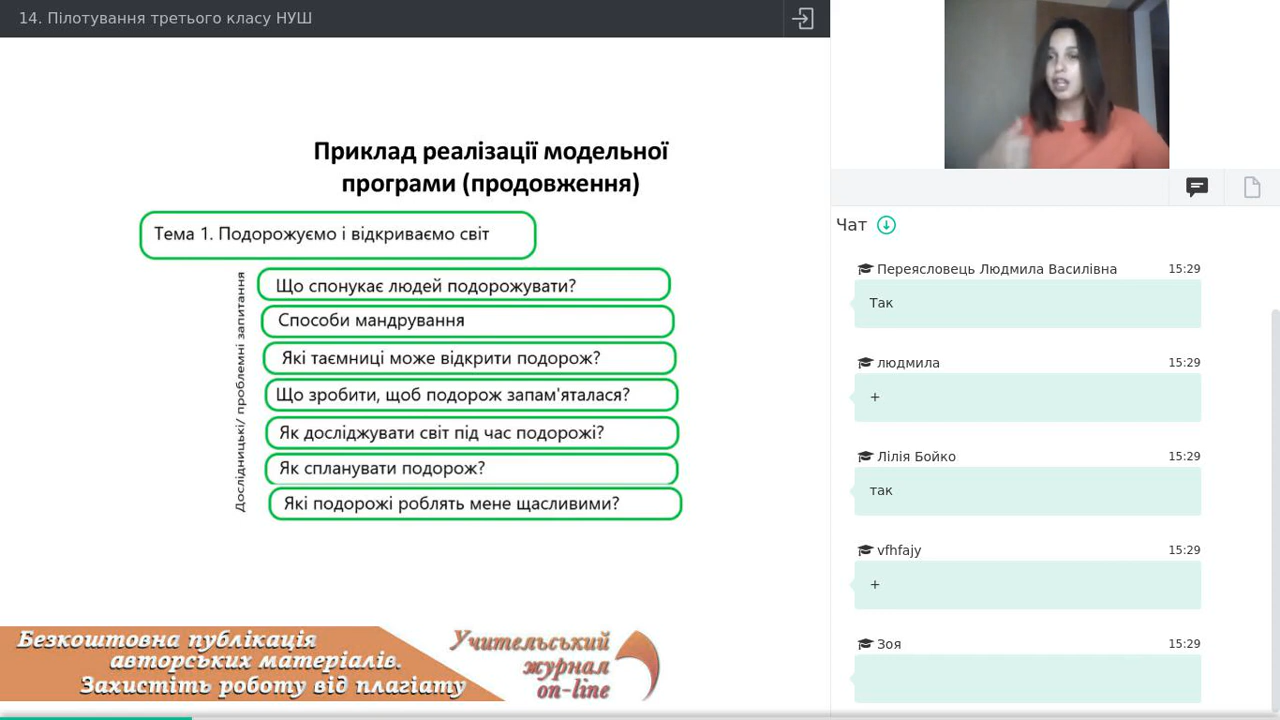 14. Пілотування третього класу НУШ
Приклад реалізації модельної
програми (продовження)
Тема 1. Подорожуємо і відкриваємо світ
Дослідницькі/ проблемні запитання
Що спонукає людей подорожувати?
Способи мандрування
Які таємниці може відкрити подорож?
Що зробити, щоб подорож запам'яталася?
Як досліджувати світ під час подорожі?
Як спланувати подорож?
Які подорожі роблять мене щасливими?
Безкоштовна публікація
авторських матеріалів.
Захистіть роботу від плагіату
Учительський
журнал
on-line
Чат
Переясловець Людмила Василівна 15:29
Так
людмила 15:29
+
Лілія Бойко 15:29
так
vfhfajy 15:29
+
Зоя 15:29